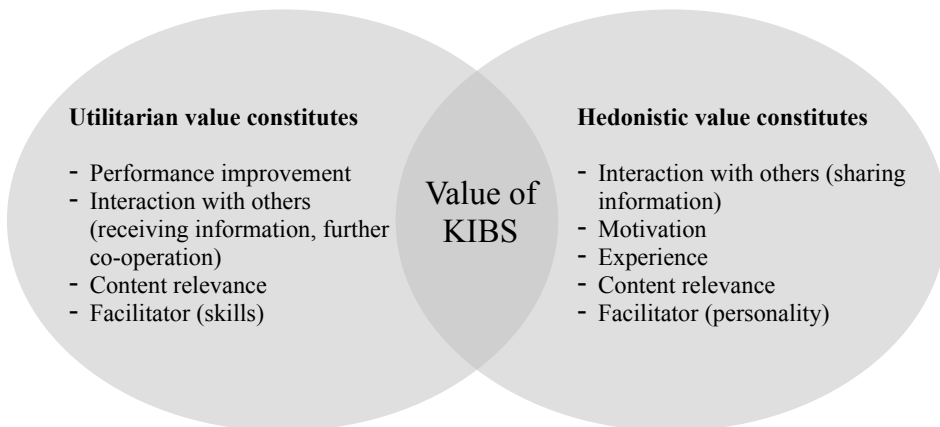 Utilitarian value constitutes
- Performance improvement
- Interaction with others
(receiving information, further
co-operation)
- Content relevance
- Facilitator (skills)
Value of
KIBS
Hedonistic value constitutes
- Interaction with others (sharing
information)
- Motivation
- Experience
- Content relevance
- Facilitator (personality)